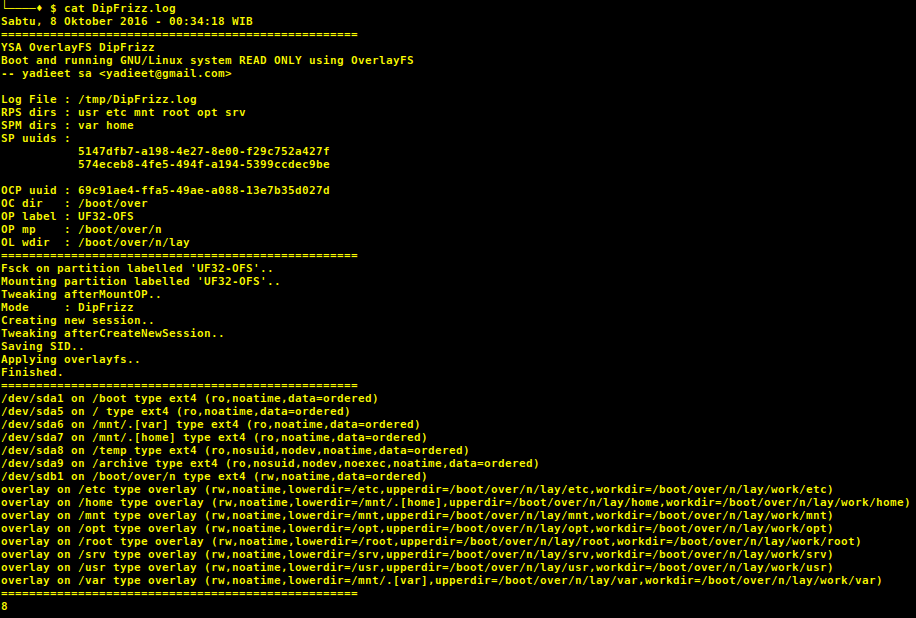 └────♦ $ cat DipFrizz.log
Sabtu, 8 Oktober 2016 - 00:34:18 WIB
===================================================
YSA OverlayFS DipFrizz
Boot and running GNU/Linux system READ ONLY using OverlayFS
-- yadieet sa <yadieet@gmail.com>

Log File : /tmp/DipFrizz.log
RPS dirs : usr etc mnt root opt srv
SPM dirs : var home
SP uuids :
           5147dfb7-a198-4e27-8e00-f29c752a427f
           574eceb8-4fe5-494f-a194-5399ccdec9be

OCP uuid : 69c91ae4-ffa5-49ae-a088-13e7b35d027d
OC dir   : /boot/over
OP label : UF32-OFS
OP mp    : /boot/over/n
OL wdir  : /boot/over/n/lay
===================================================
Fsck on partition labelled 'UF32-OFS'..
Mounting partition labelled 'UF32-OFS'..
Tweaking afterMountOP..
Mode     : DipFrizz
Creating new session..
Tweaking afterCreateNewSession..
Saving SID..
Applying overlayfs..
Finished.
===================================================
/dev/sda1 on /boot type ext4 (ro,noatime,data=ordered)
/dev/sda5 on / type ext4 (ro,noatime,data=ordered)
/dev/sda6 on /mnt/.[var] type ext4 (ro,noatime,data=ordered)
/dev/sda7 on /mnt/.[home] type ext4 (ro,noatime,data=ordered)
/dev/sda8 on /temp type ext4 (ro,nosuid,nodev,noatime,data=ordered)
/dev/sda9 on /archive type ext4 (ro,nosuid,nodev,noexec,noatime,data=ordered)
/dev/sdb1 on /boot/over/n type ext4 (rw,noatime,data=ordered)
overlay on /etc type overlay (rw,noatime,lowerdir=/etc,upperdir=/boot/over/n/lay/etc,workdir=/boot/over/n/lay/work/etc)
overlay on /home type overlay (rw,noatime,lowerdir=/mnt/.[home],upperdir=/boot/over/n/lay/home,workdir=/boot/over/n/lay/work/home)
overlay on /mnt type overlay (rw,noatime,lowerdir=/mnt,upperdir=/boot/over/n/lay/mnt,workdir=/boot/over/n/lay/work/mnt)
overlay on /opt type overlay (rw,noatime,lowerdir=/opt,upperdir=/boot/over/n/lay/opt,workdir=/boot/over/n/lay/work/opt)
overlay on /root type overlay (rw,noatime,lowerdir=/root,upperdir=/boot/over/n/lay/root,workdir=/boot/over/n/lay/work/root)
overlay on /srv type overlay (rw,noatime,lowerdir=/srv,upperdir=/boot/over/n/lay/srv,workdir=/boot/over/n/lay/work/srv)
overlay on /usr type overlay (rw,noatime,lowerdir=/usr,upperdir=/boot/over/n/lay/usr,workdir=/boot/over/n/lay/work/usr)
overlay on /var type overlay (rw,noatime,lowerdir=/mnt/.[var],upperdir=/boot/over/n/lay/var,workdir=/boot/over/n/lay/work/var)
===================================================
8